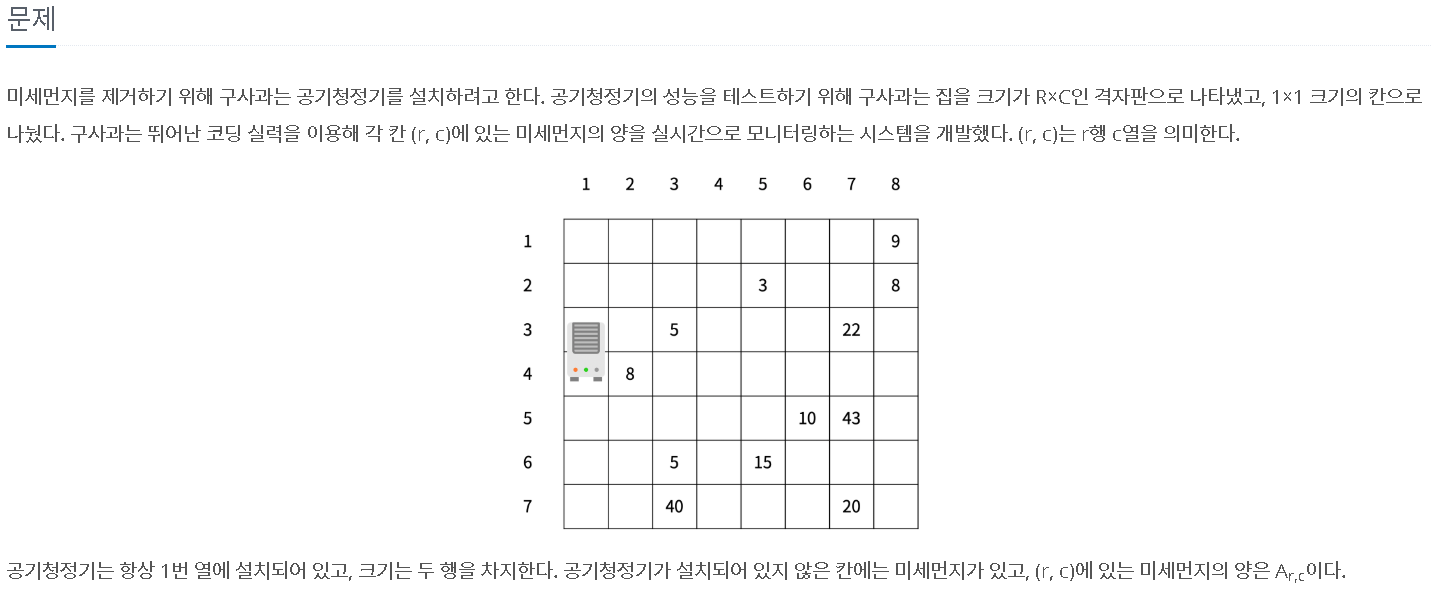 문제
미세먼지를 제거하기 위해 구사과는 공기청정기를 설치하려고 한다. 공기청정기의 성능을 테스트하기 위해 구사과는 집을 크기가 R×C인 격자판으로 나타냈고, 1×1 크기의 칸으로
나눴다. 구사과는 뛰어난 코딩 실력을 이용해 각 칸 (r, c)에 있는 미세먼지의 양을 실시간으로 모니터링하는 시스템을 개발했다. (r, c)는 r행 c열을 의미한다.
1 2 3 4 5 6 7 8
1 9
2 3 8
3 5 22
4 8
5 10 43
6 5 15
7 40 20
공기청정기는 항상 1번 열에 설치되어 있고, 크기는 두 행을 차지한다. 공기청정기가 설치되어 있지 않은 칸에는 미세먼지가 있고, (r, c)에 있는 미세먼지의 양은 Ar,c이다.